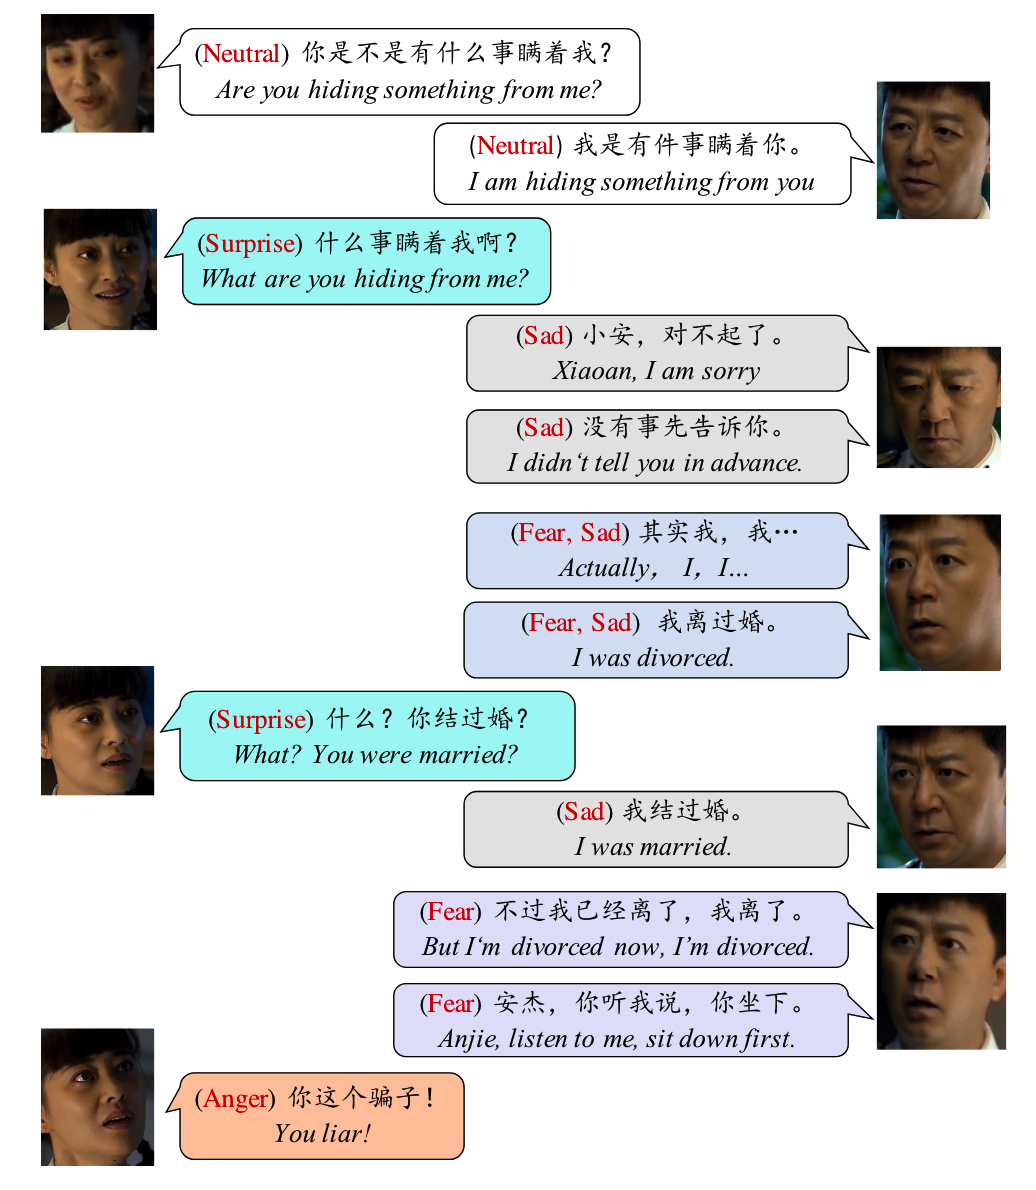 (Neutral) 你是不是有什么事瞒着我？
Are you hiding something from me?
(Neutral) 我是有件事瞒着你。
I am hiding something from you
(Surprise) 什么事瞒着我啊？
What are you hiding from me?
(Sad) 小安，对不起了。
Xiaoan, I am sorry
(Sad) 没有事先告诉你。
I didn‘t tell you in advance.
(Fear, Sad) 其实我，我…
Actually， I，I…
(Fear, Sad) 我离过婚。
I was divorced.
(Surprise) 什么？你结过婚？
What? You were married?
(Sad) 我结过婚。
I was married.
(Fear) 不过我已经离了，我离了。
But I‘m divorced now, I’m divorced.
(Fear) 安杰，你听我说，你坐下。
Anjie, listen to me, sit down first.
(Anger) 你这个骗子！
You liar!